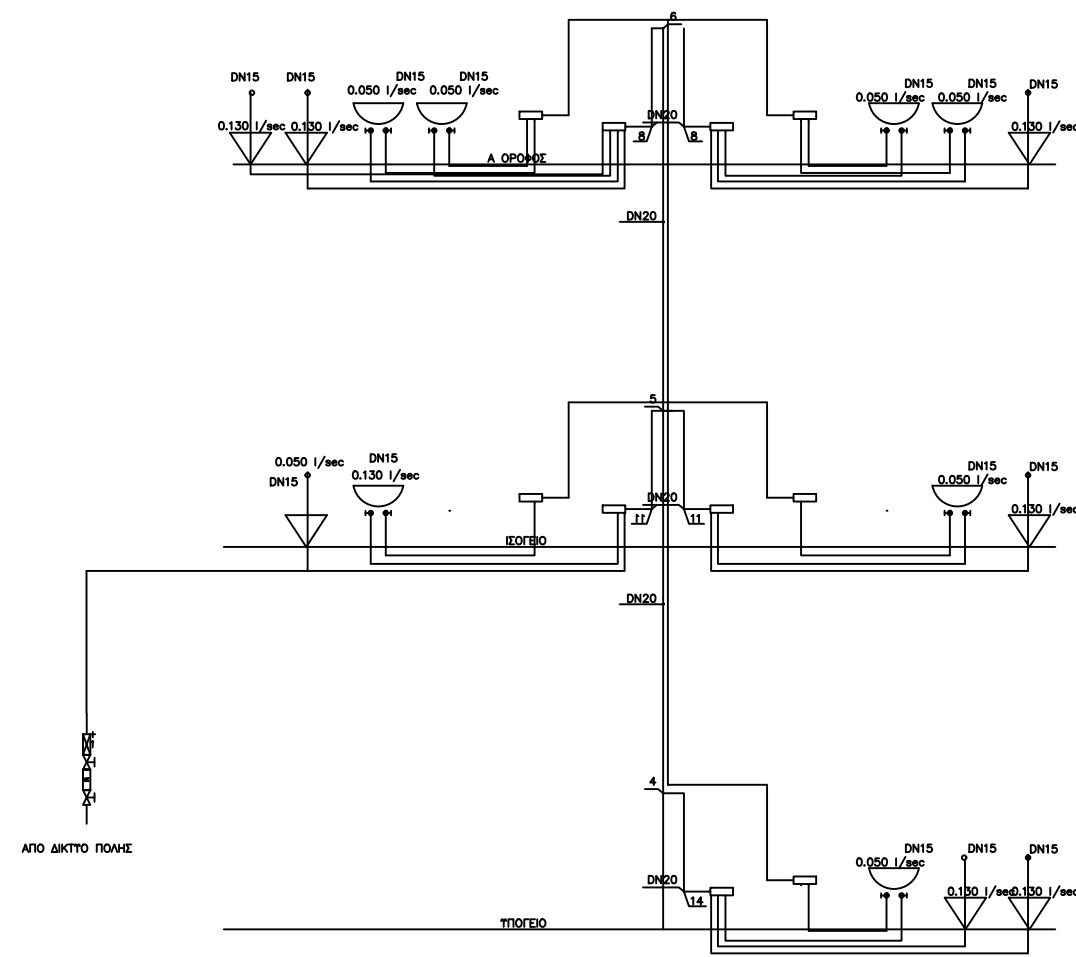 6
DN15 DN15 DN15 DN15 DN15 DN15 DN15
0.050 l/sec 0.050 l/sec 0.050 l/sec 0.050 l/sec
DN20
0.130 l/sec 0.130 l/sec 0.130 l/sec
8 8
Α ΟΡΟΦΟΣ
DN20
5
0.050 l/sec DN15 DN15 DN15
DN15 0.130 l/sec 0.050 l/sec
DN20
0.130 l/sec
11 11
ΙΣΟΓΕΙΟ
DN20
4
ΑΠΟ ΔΙΚΤΥΟ ΠΟΛΗΣ
DN15 DN15 DN15
0.050 l/sec
DN20
0.130 l/sec 0.130 l/sec
14
ΥΠΟΓΕΙΟ